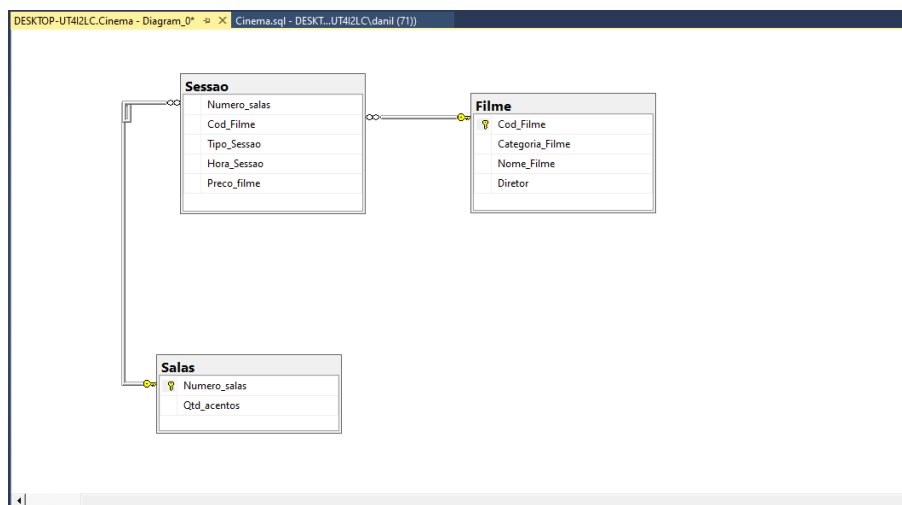 DESKTOP-UT4I2LC.Cinema - Diagram_0*
Cinema.sql - DESKT...UT4I2LC\danil (71))
Sessao
Numero_salas
Cod_Filme
Tipo_Sessao
Hora_Sessao
Preco_filme
Filme
Cod_Filme
Categoria_Filme
Nome_Filme
Diretor
Salas
Numero_salas
Qtd_acentos